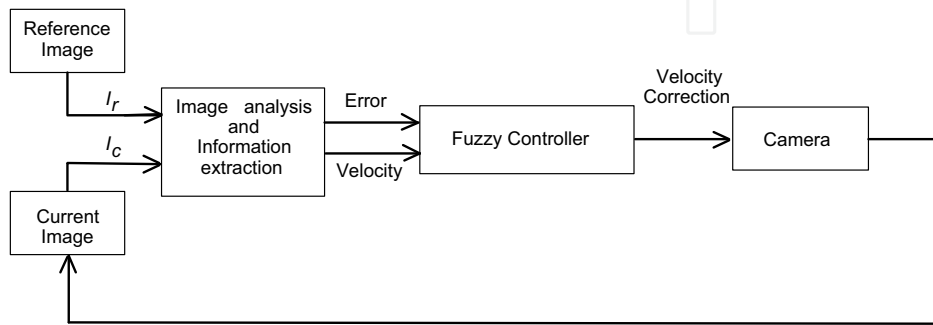 Reference
Image
I_r
I_c
Image analysis
and
Information
extraction
Error
Velocity
Fuzzy Controller
Velocity
Correction
Camera
Current
Image